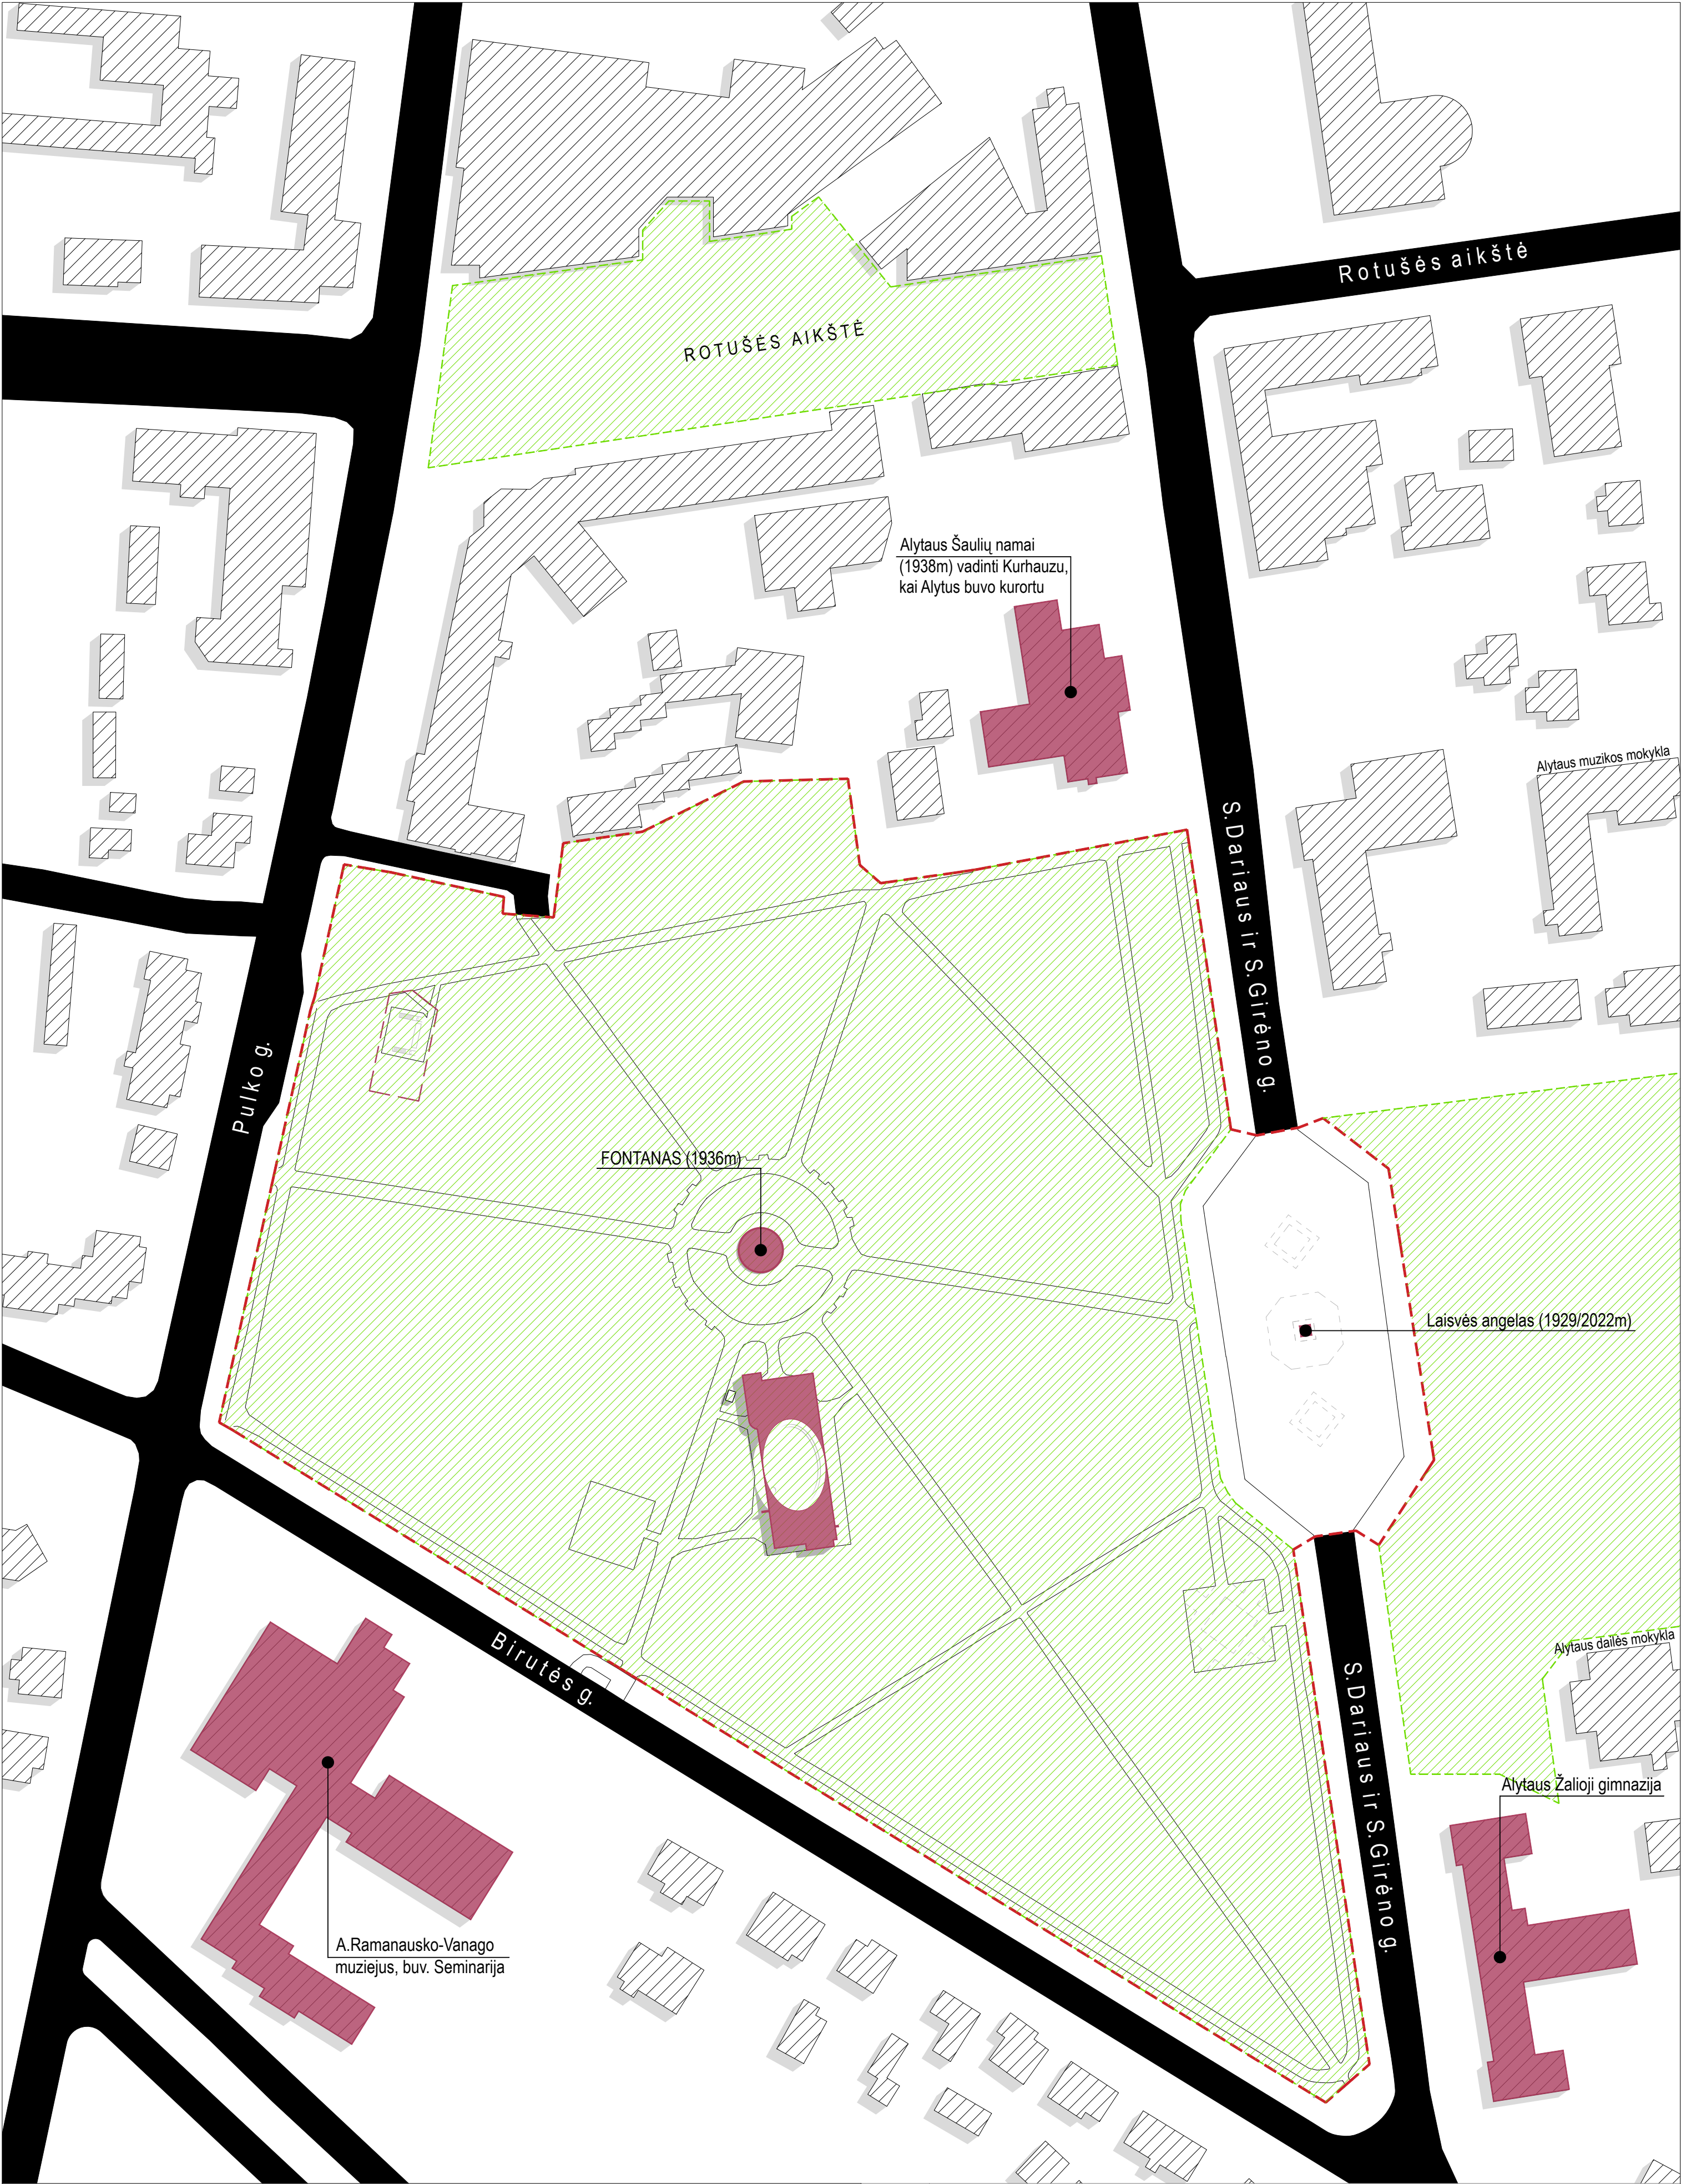 Rotušės aikštė
ROTUŠĖS AIKŠTĖ
Alytaus Šaulių namai
(1938m) vadinti Kurhauzu,
kai Alytus buvo kurortu
Alytaus muzikos mokykla
S.Dariaus ir S.Girėno g.
Pulko g.
FONTANAS (1936m)
Laisvės angelas (1929/2022m)
Birutės g.
Alytaus dailės mokykla
S.Dariaus ir S.Girėno g.
Alytaus Žalioji gimnazija
A.Ramanausko-Vanago
muziejus, buv. Seminarija